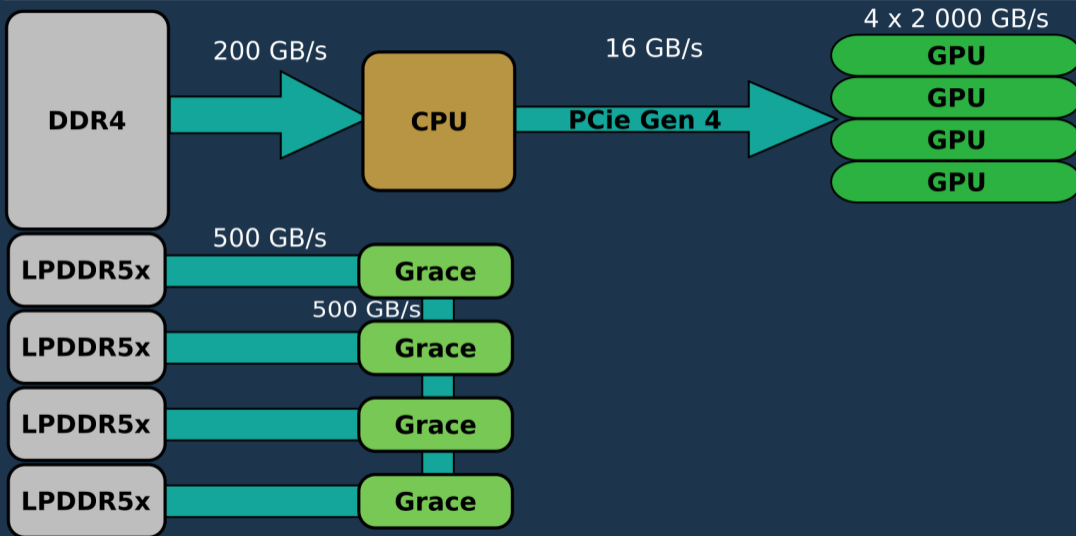 4 x 2 000 GB/s
200 GB/s
16 GB/s
DDR4
CPU
PCie Gen 4
GPU
GPU
GPU
GPU
500 GB/s
LPDDR5x
Grace
500 GB/s
LPDDR5x
Grace
LPDDR5x
Grace
LPDDR5x
Grace